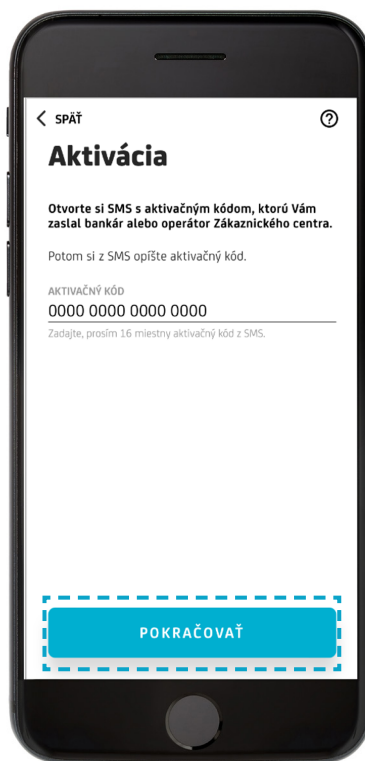 SPÄŤ
Aktivácia
Otvorte si SMS s aktivačným kódom, ktorú Vám
zaslal bankár alebo operátor Zákaznického centra.
Potom si z SMS opíšte aktivačný kód.
AKTIVAČNÝ KÓD
0000 0000 0000 0000
Zadajte, prosím 16 miestny aktivačný kód z SMS.
POKRAČOVAŤ